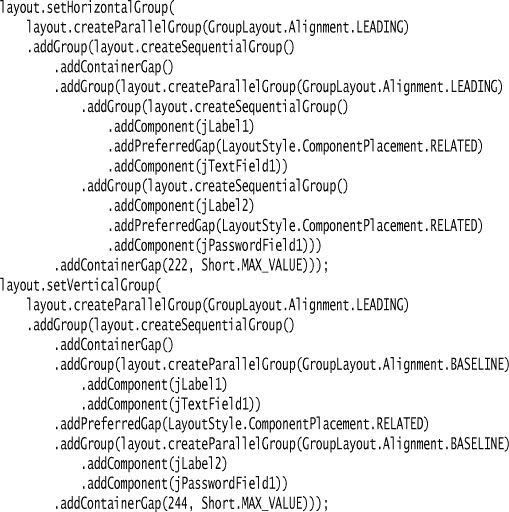 layout.setHorizontalGroup(
layout.createParallelGroup(GroupLayout.Alignment.LEADING)
.addGroup(layout.createSequentialGroup()
.addContainerGap()
.addGroup(layout.createParallelGroup(GroupLayout.Alignment.LEADING)
.addGroup(layout.createSequentialGroup()
.addComponent(jLabel1)
.addPreferredGap(LayoutStyle.ComponentPlacement.RELATED)
.addComponent(jTextField1))
.addGroup(layout.createSequentialGroup()
.addComponent(jLabel2)
.addPreferredGap(LayoutStyle.ComponentPlacement.RELATED)
.addComponent(jPasswordField1)))
.addContainerGap(222, Short.MAX_VALUE)));
layout.setVerticalGroup(
layout.createParallelGroup(GroupLayout.Alignment.LEADING)
.addGroup(layout.createSequentialGroup()
.addContainerGap()
.addGroup(layout.createParallelGroup(GroupLayout.Alignment.BASELINE)
.addComponent(jLabel1)
.addComponent(jTextField1))
.addPreferredGap(LayoutStyle.ComponentPlacement.RELATED)
.addGroup(layout.createParallelGroup(GroupLayout.Alignment.BASELINE)
.addComponent(jLabel2)
.addComponent(jPasswordField1))
.addContainerGap(244, Short.MAX_VALUE)));